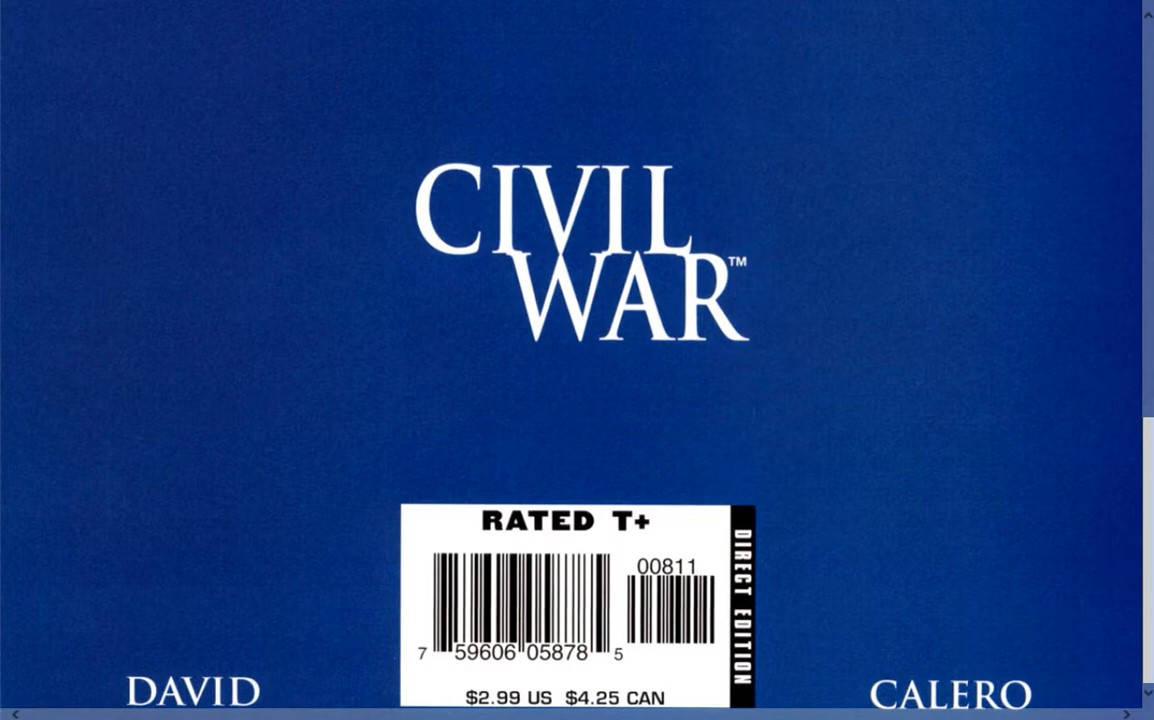 CIVIL
WAR™
RATED T+
DIRECT EDITION
00811
7 59606 05878 5
$2.99 US $4.25 CAN
DAVID
CALERO